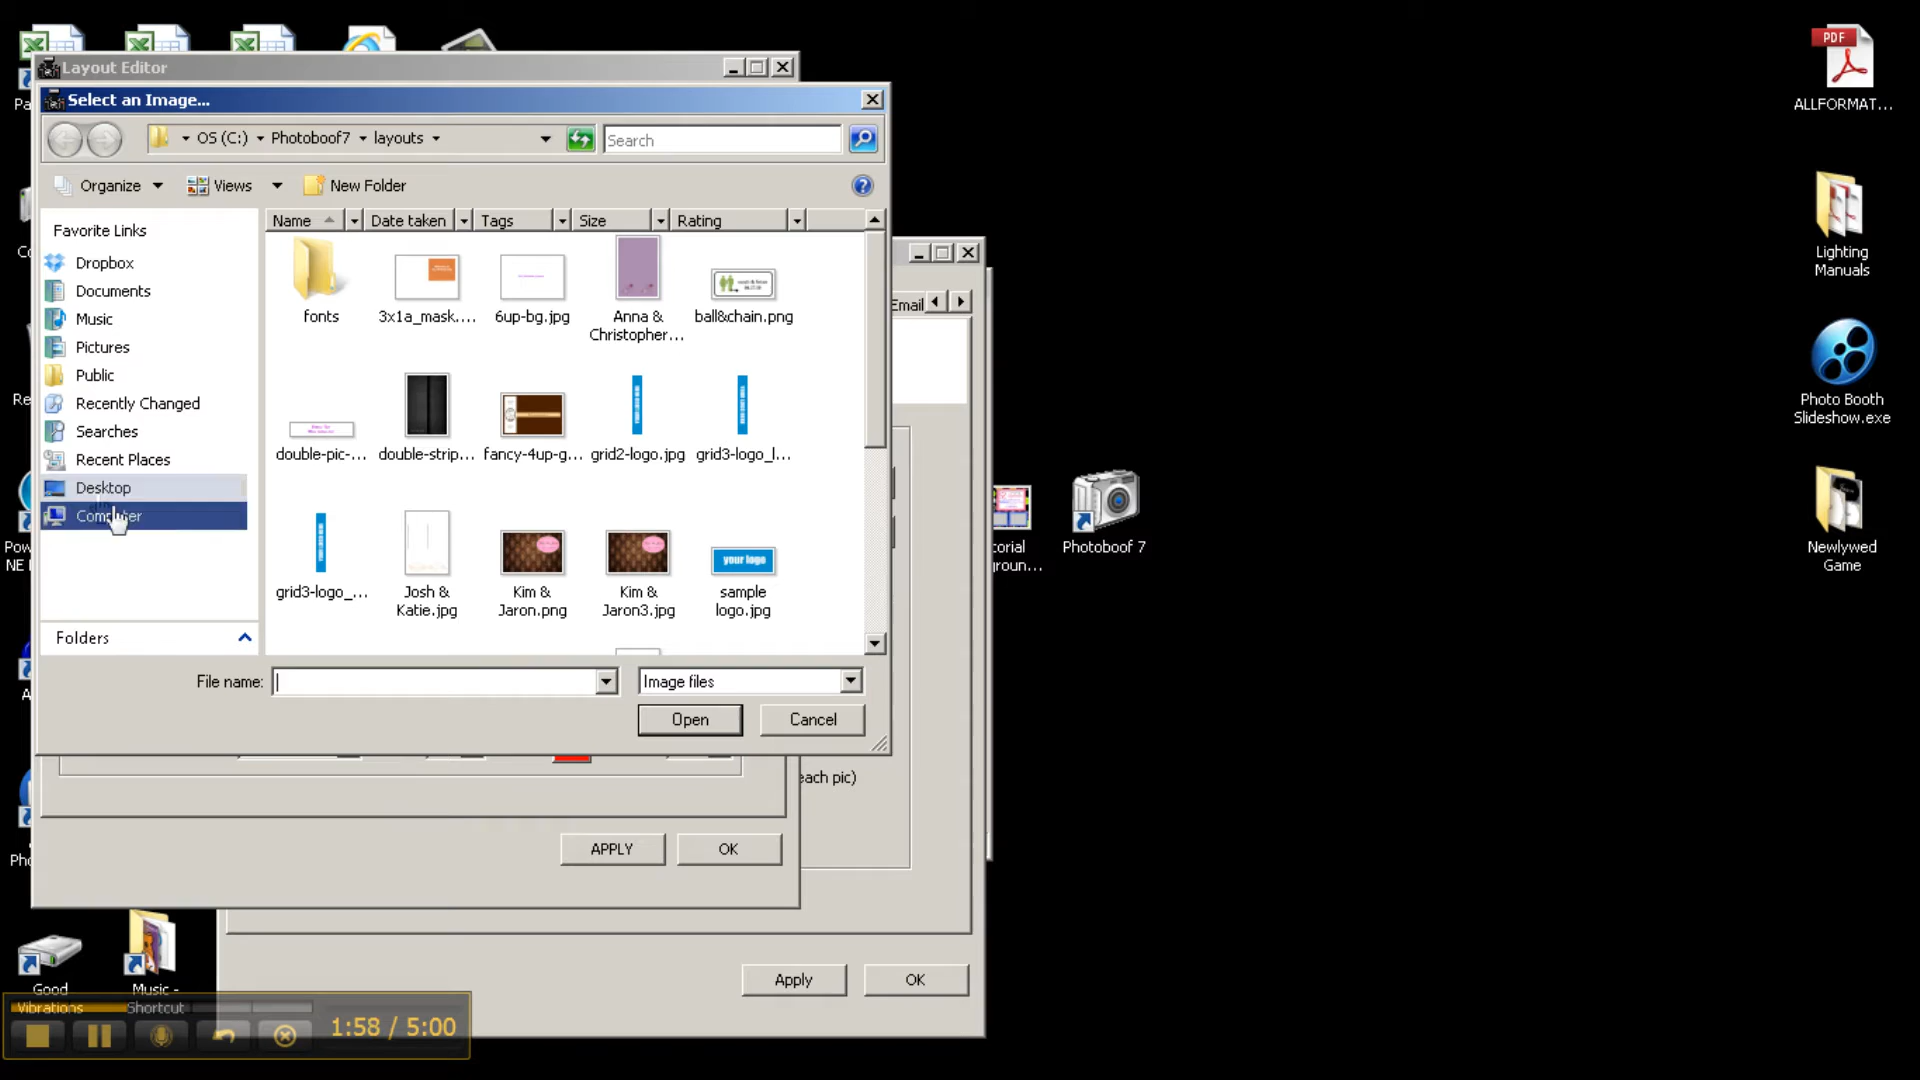 Layout Editor
Select an Image...
OS (C:)
Photoboof7
layouts
Search
Organize
Views
New Folder
Favorite Links
Dropbox
Documents
Music
Pictures
Public
Recently Changed
Searches
Recent Places
Desktop
Computer
Folders
Name
Date taken
Tags
Size
Rating
fonts
3x1a_mask....
6up-bg.jpg
Anna &
Christopher...
ball&chain.png
double-pic-...
double-strip...
fancy-4up-g...
grid2-logo.jpg
grid3-logo_l...
grid3-logo_...
Josh &
Katie.jpg
Kim &
Jaron.png
Kim &
Jaron3.jpg
your logo
sample
logo.jpg
File name:
Image files
Open
Cancel
Email
each pic)
APPLY
OK
Apply
OK
Good
Vibrations
Music -
Shortcut
1:58 / 5:00
Photoboof 7
PDF
ALLFORMAT...
Lighting
Manuals
Photo Booth
Slideshow.exe
Newlywed
Game